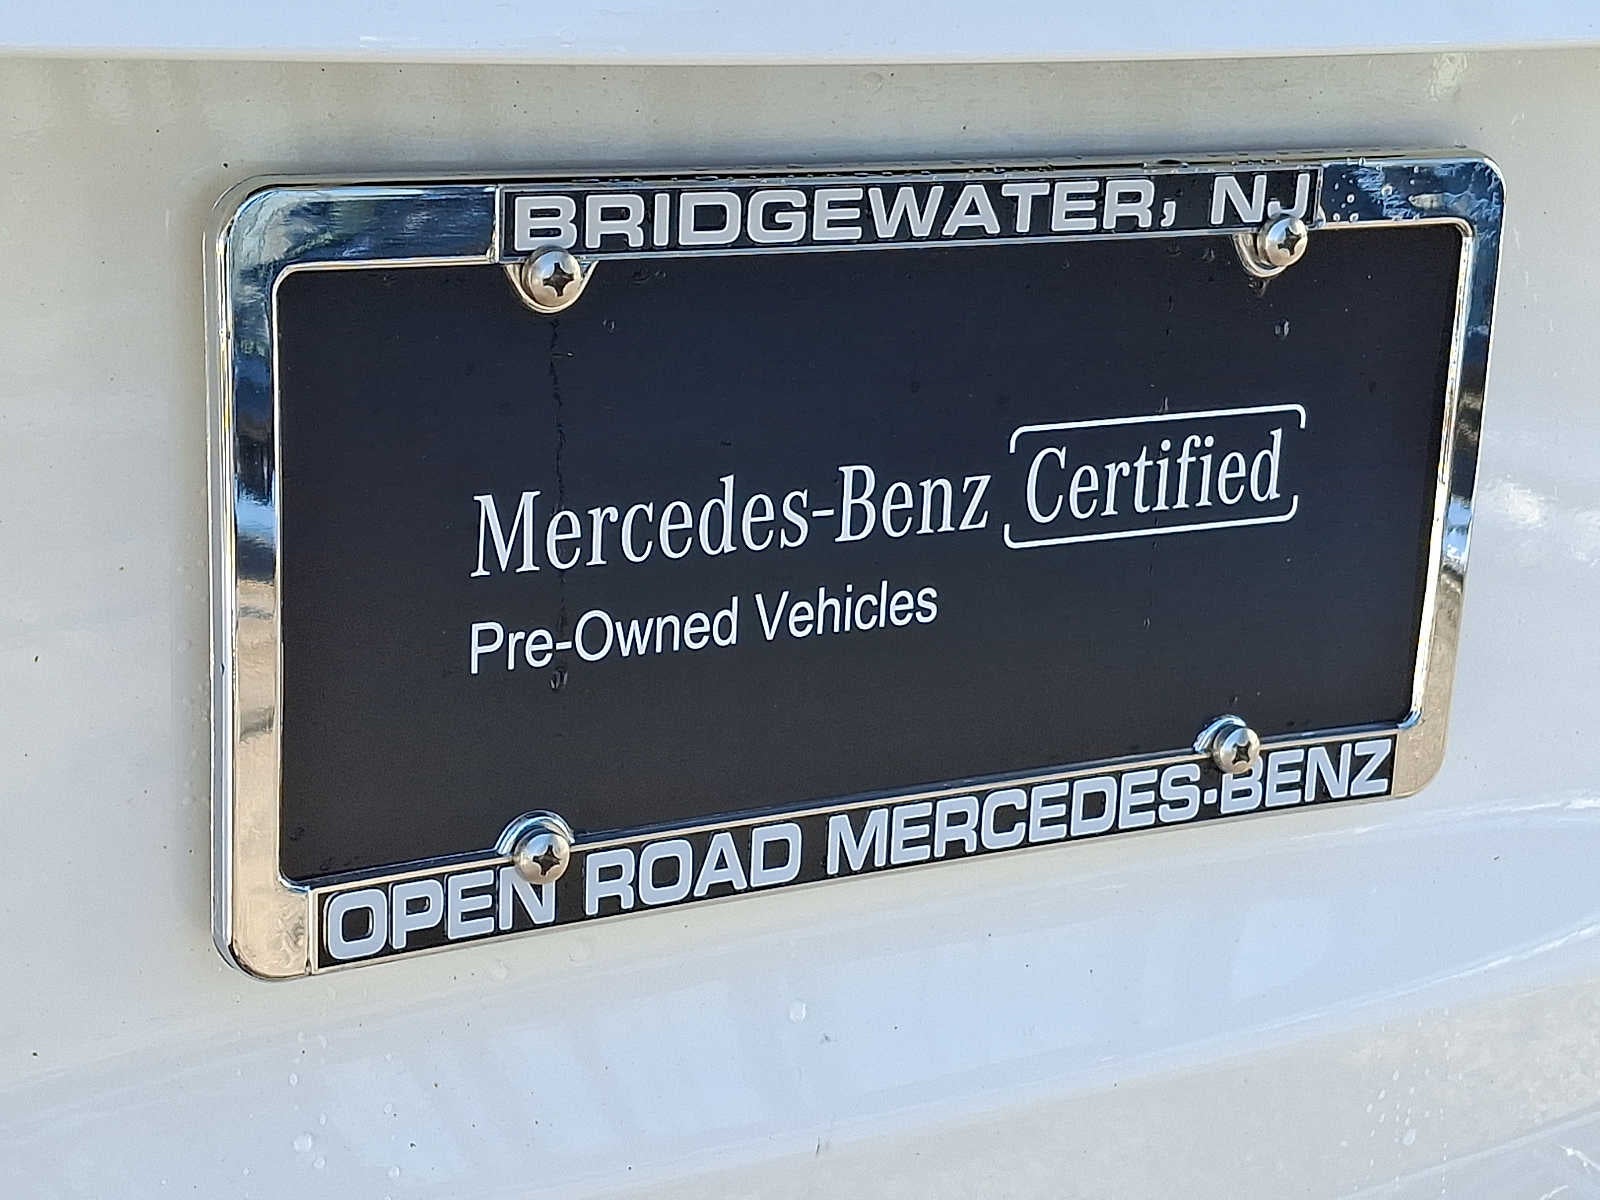 BRIDGEWATER, NJ
Mercedes-Benz Certified
Pre-Owned Vehicles
OPEN ROAD MERCEDES-BENZ